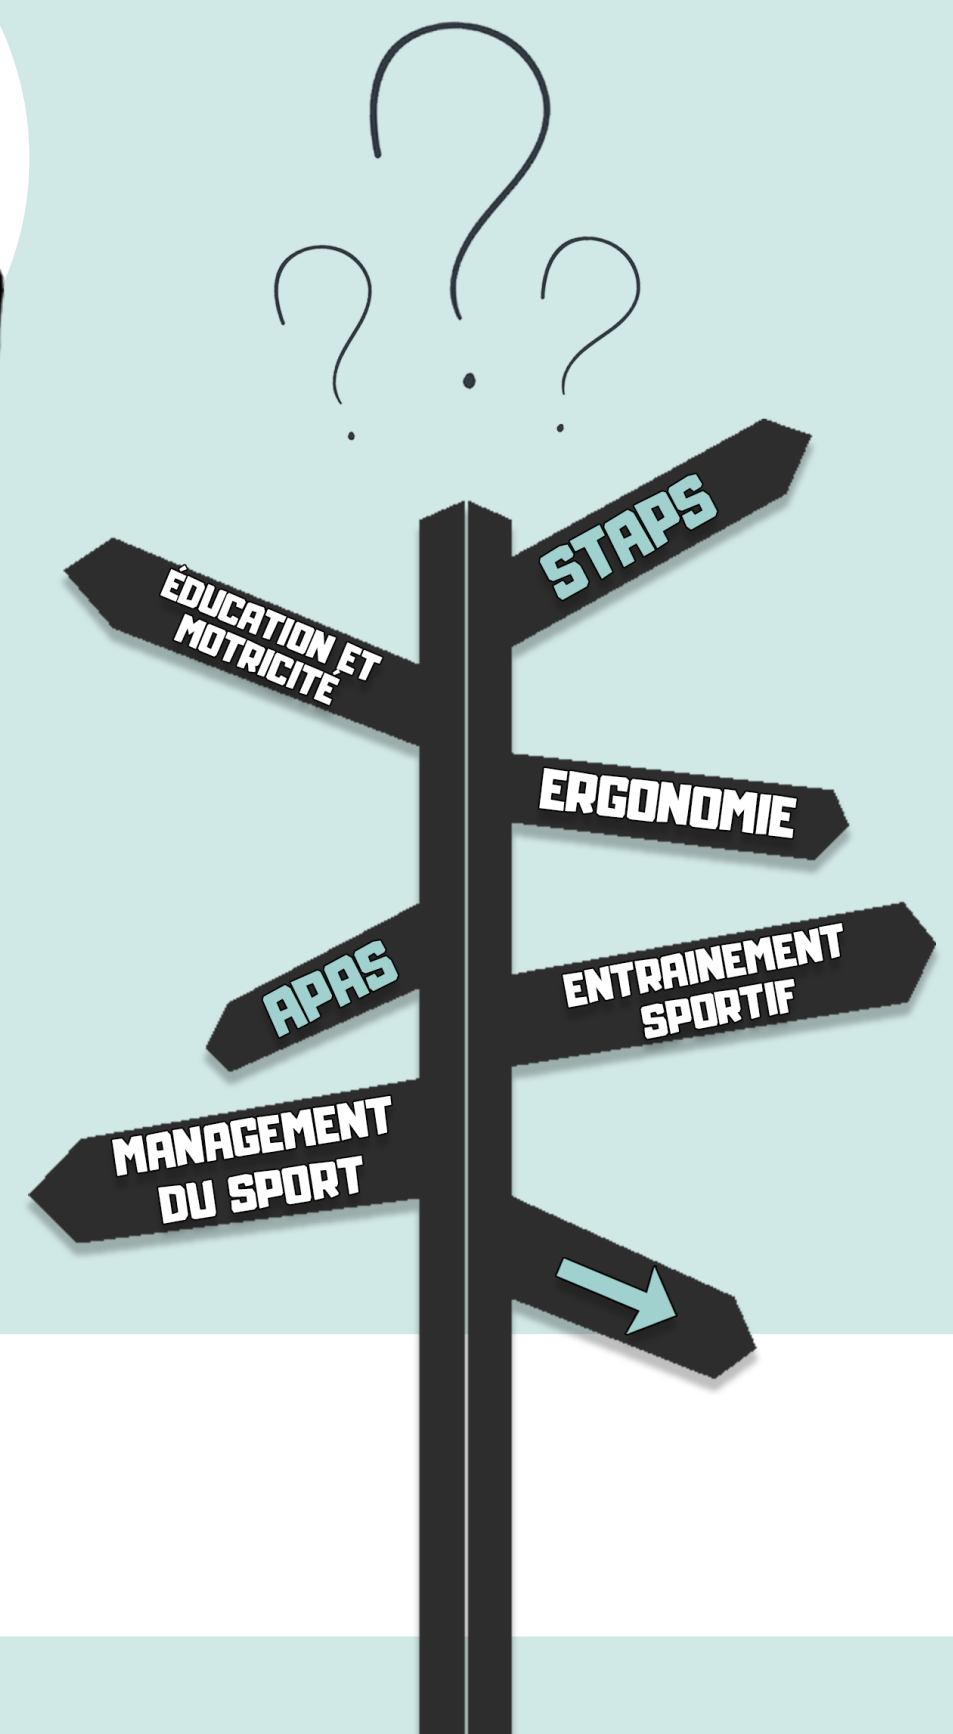 STAPS
ÉDUCATION ET
MOTRICITÉ
ERGONOMIE
APAS
ENTRAINEMENT
SPORTIF
MANAGEMENT
DU SPORT